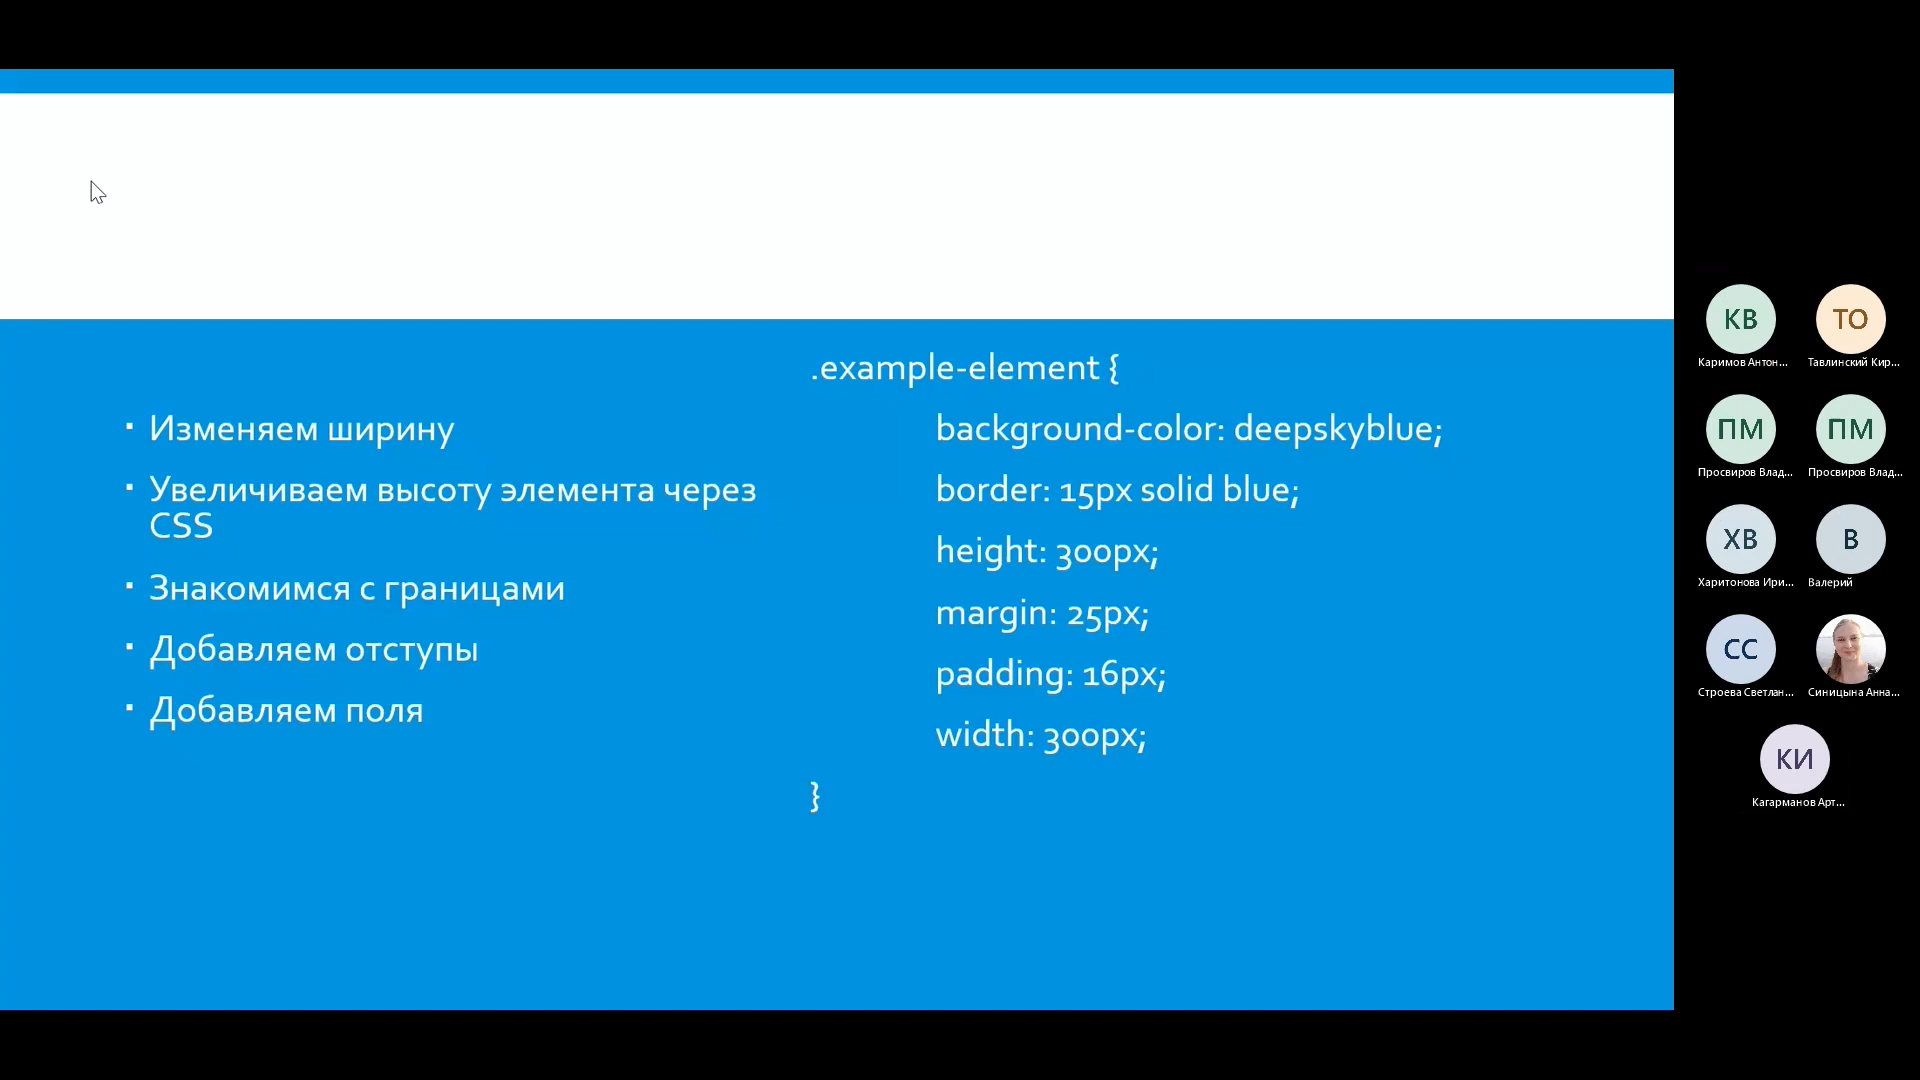 .example-element {
▪ Изменяем ширину
background-color: deepskyblue;
▪ Увеличиваем высоту элемента через
CSS
border: 15px solid blue;
height: 300px;
▪ Знакомимся с границами
margin: 25px;
▪ Добавляем отступы
padding: 16px;
▪ Добавляем поля
width: 300px;
}
КВ
ТО
Каримов Антон...
Тавлинский Кир...
ПМ
ПМ
Просвиров Влад...
Просвиров Влад...
ХВ
В
Харитонова Ири...
Валерий
СС
Строева Светлан...
Синицына Анна...
КИ
Кагарманов Арт...